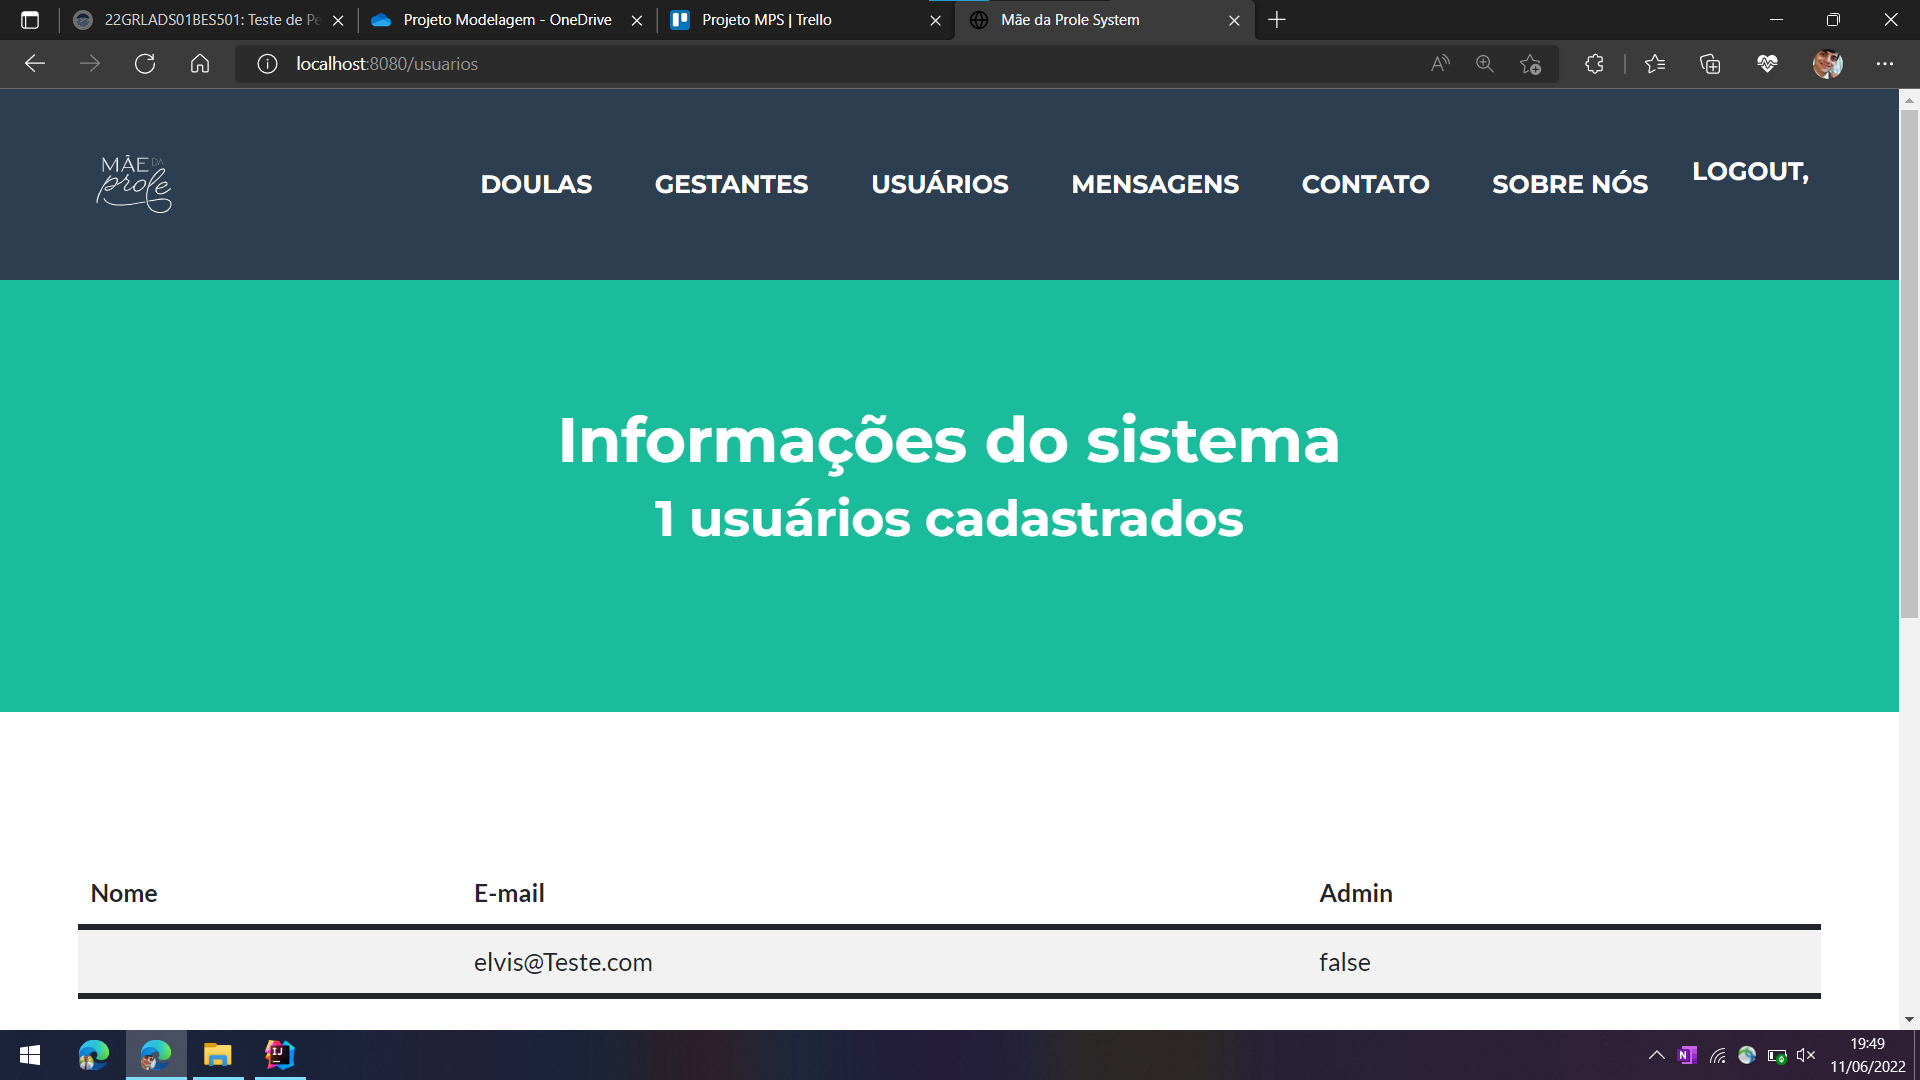 22GRLADS01BES501: Teste de Pe
Projeto Modelagem - OneDrive
Projeto MPS | Trello
Mãe da Prole System
localhost:8080/usuarios
MÃE DA
prole
DOULAS
GESTANTES
USUÁRIOS
MENSAGENS
CONTATO
SOBRE NÓS
LOGOUT,
Informações do sistema
1 usuários cadastrados
Nome E-mail Admin
elvis@Teste.com false
19:49
11/06/2022